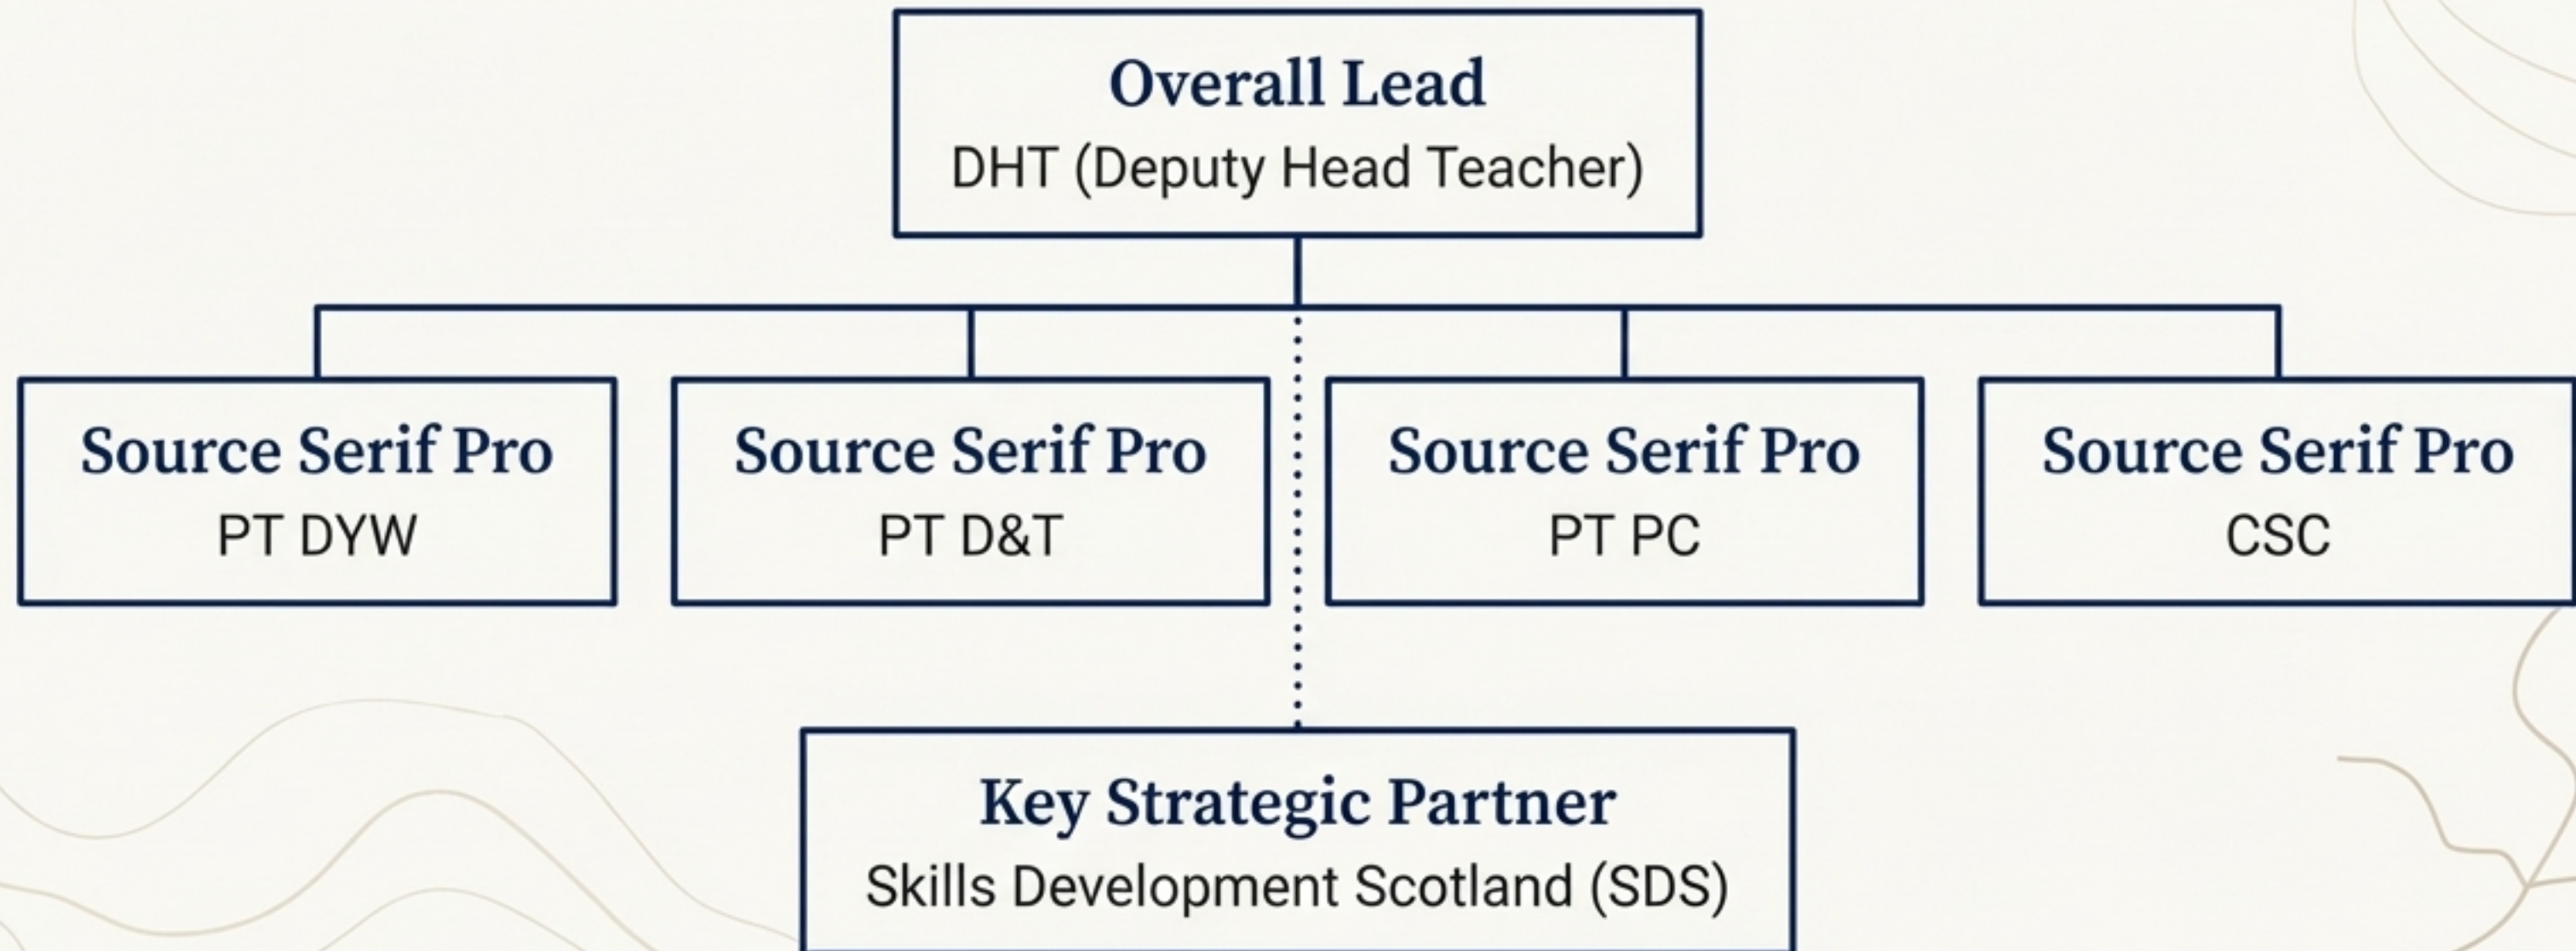 Overall Lead
DHT (Deputy Head Teacher)
Source Serif Pro
PT DYW
Source Serif Pro
PT D&T
Source Serif Pro
PT PC
Source Serif Pro
CSC
Key Strategic Partner
Skills Development Scotland (SDS)